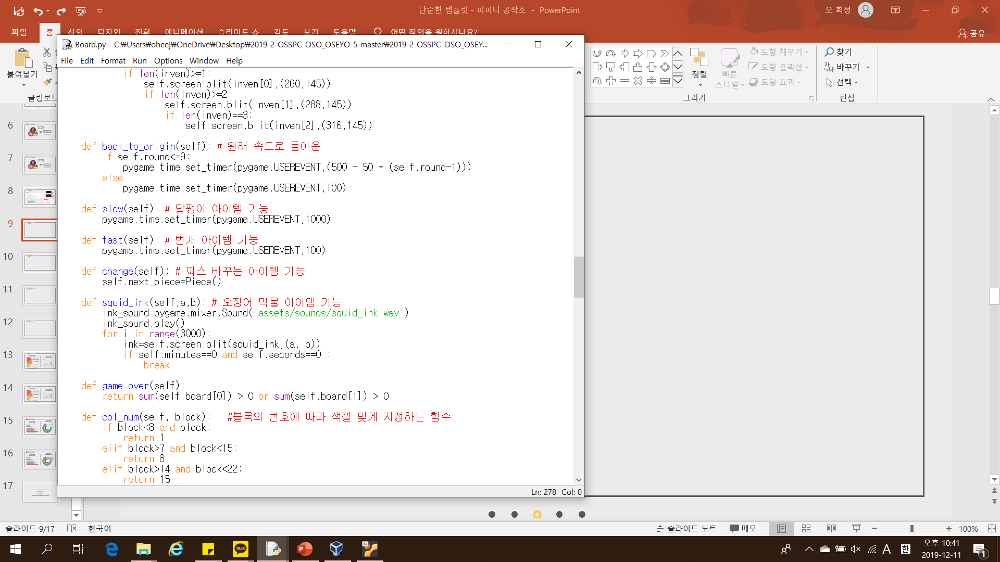 단순한 템플릿 - 피피티 공작소 - PowerPoint
오 희정
파일 홈 삽입 디자인 전환 애니메이션 슬라이드 쇼 검토 보기 도움말 어떤 작업을 원하시나요?
공유
붙여넣기
클립보드
정렬
빠른
스타일
도형 채우기
도형 윤곽선
도형 효과
그리기
찾기
바꾸기
선택
편집
Board.py - C:₩Users₩oheej₩OneDrive₩Desktop₩2019-2-OSSPC-OSO_OSEYO-5-master₩2019-2-OSSPC-OSO_OSEY...
File Edit Format Run Options Window Help
if len(inven)>=1:
self.screen.blit(inven[0],(260,145))
if len(inven)>=2:
self.screen.blit(inven[1],(288,145))
if len(inven)==3:
self.screen.blit(inven[2],(316,145))
def back_to_origin(self): # 원래 속도로 돌아옴
if self.round<=9:
pygame.time.set_timer(pygame.USEREVENT,(500 - 50 * (self.round-1)))
else :
pygame.time.set_timer(pygame.USEREVENT,100)
def slow(self): # 달팽이 아이템 기능
pygame.time.set_timer(pygame.USEREVENT,1000)
def fast(self): # 번개 아이템 기능
pygame.time.set_timer(pygame.USEREVENT,100)
def change(self): # 피스 바꾸는 아이템 기능
self.next_piece=Piece()
def squid_ink(self,a,b): # 오징어 먹물 아이템 기능
ink_sound=pygame.mixer.Sound('assets/sounds/squid_ink.wav')
ink_sound.play()
for i in range(3000):
ink=self.screen.blit(squid_ink,(a, b))
if self.minutes==0 and self.seconds==0 :
break
def game_over(self):
return sum(self.board[0]) > 0 or sum(self.board[1]) > 0
def col_num(self, block): #블록의 번호에 따라 색깔 맞게 지정하는 함수
if block<8 and block:
return 1
elif block>7 and block<15:
return 8
elif block>14 and block<22:
return 15
Ln: 278 Col: 0
6
7
8
9
10
11
12
13
14
15
16
17
슬라이드 9/17 한국어
슬라이드 노트 메모 100%
TALK
64
A 한
오후 10:41
2019-12-11
1